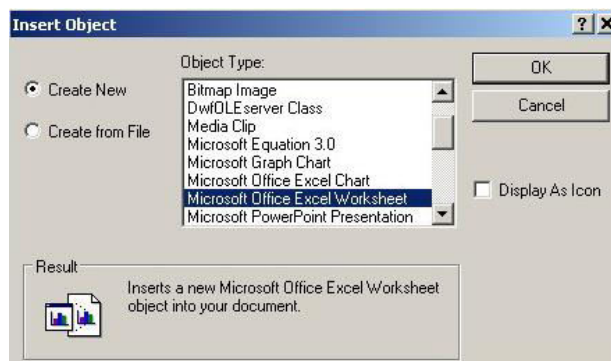 Insert Object
Object Type:
Create New
Create from File
Bitmap Image
DwfOLEserver Class
Media Clip
Microsoft Equation 3.0
Microsoft Graph Chart
Microsoft Office Excel Chart
Microsoft Office Excel Worksheet
Microsoft PowerPoint Presentation
OK
Cancel
Display As Icon
Result
Inserts a new Microsoft Office Excel Worksheet
object into your document.